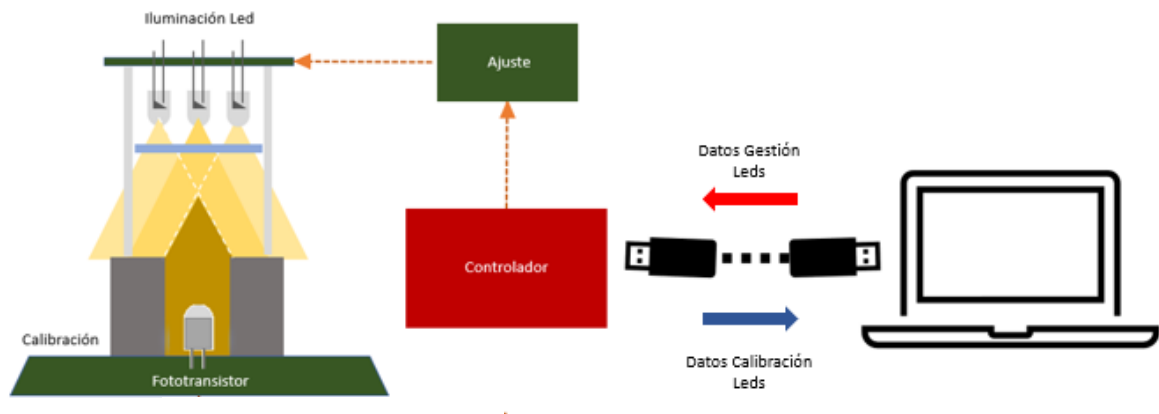 Iluminación Led
Ajuste
Datos Gestión
Leds
Controlador
Calibración
Datos Calibración
Leds
Fototransistor